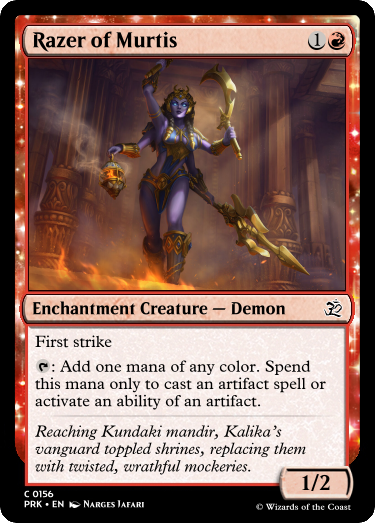 Razer of Murtis 1
Enchantment Creature — Demon
First strike
: Add one mana of any color. Spend
this mana only to cast an artifact spell or
activate an ability of an artifact.
Reaching Kundaki mandir, Kalika's
vanguard toppled shrines, replacing them
with twisted, wrathful mockeries.
1/2
C 0156
PRK • EN Narges Jafari
© Wizards of the Coast